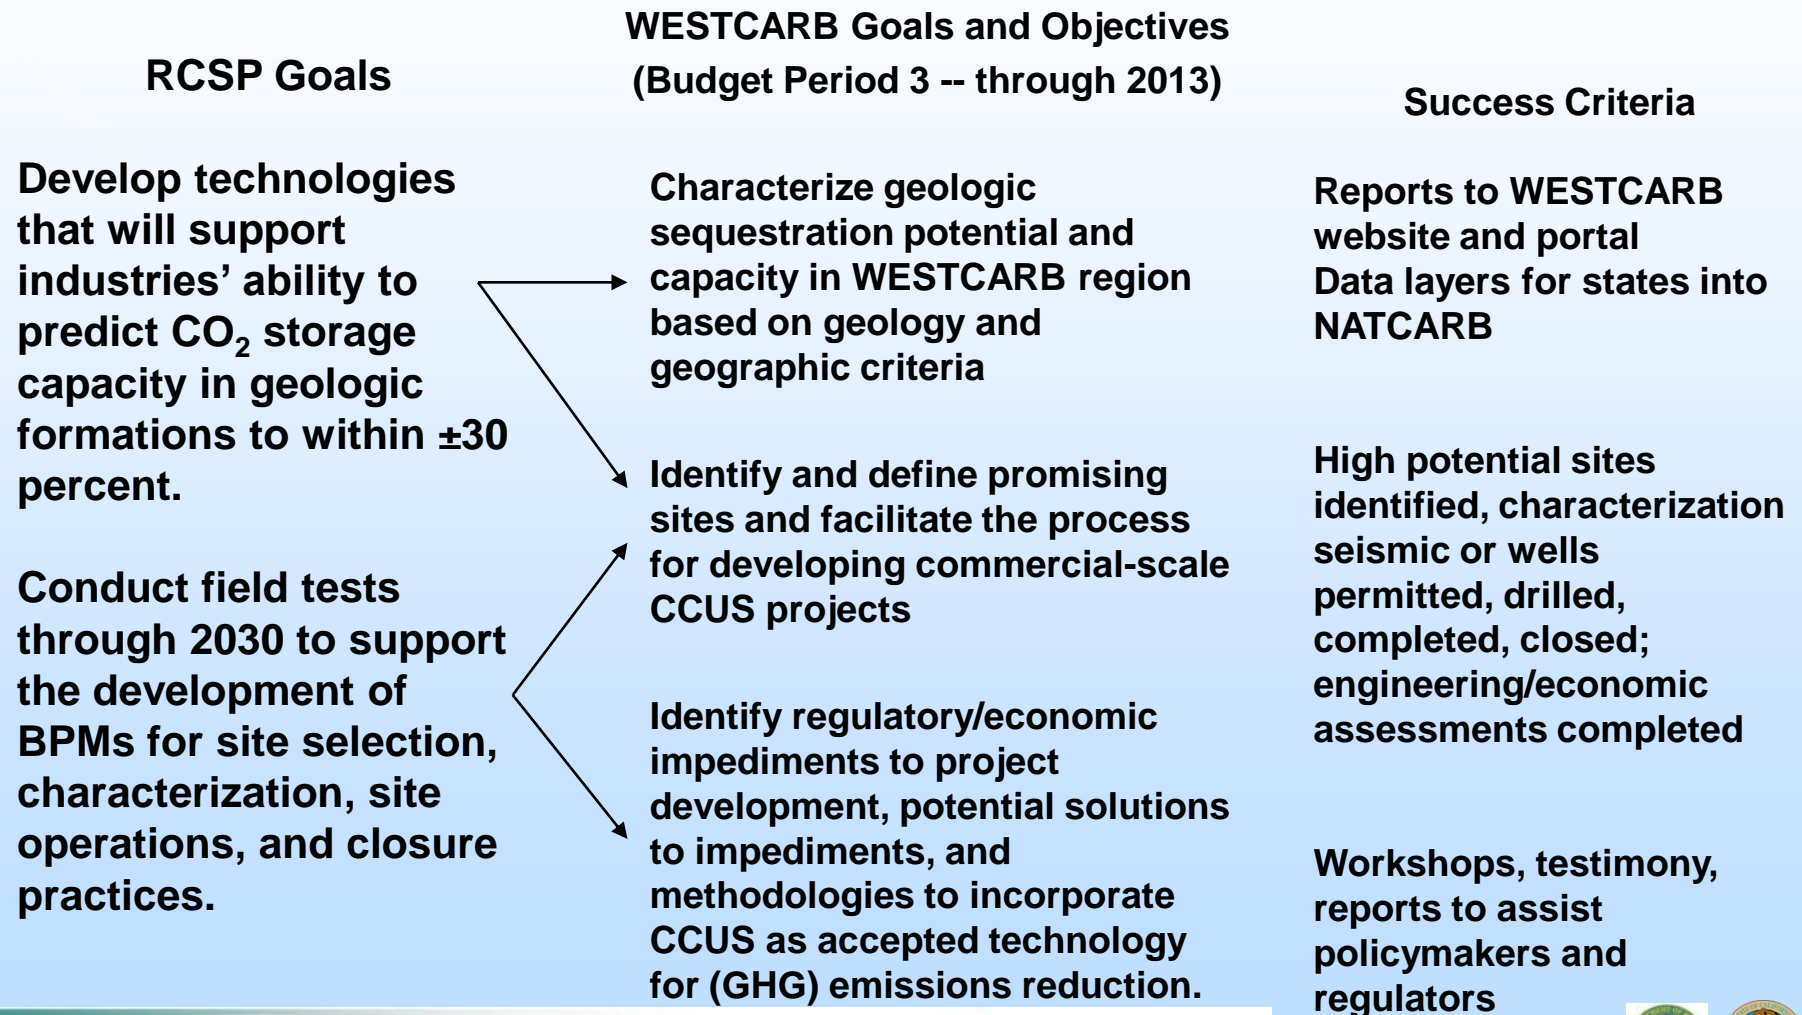 RCSP Goals
Develop technologies
that will support
industries’ ability to
predict CO₂ storage
capacity in geologic
formations to within ±30
percent.
Conduct field tests
through 2030 to support
the development of
BPMs for site selection,
characterization, site
operations, and closure
practices.
WESTCARB Goals and Objectives
(Budget Period 3 -- through 2013)
Characterize geologic
sequestration potential and
capacity in WESTCARB region
based on geology and
geographic criteria
Identify and define promising
sites and facilitate the process
for developing commercial-scale
CCUS projects
Identify regulatory/economic
impediments to project
development, potential solutions
to impediments, and
methodologies to incorporate
CCUS as accepted technology
for (GHG) emissions reduction.
Success Criteria
Reports to WESTCARB
website and portal
Data layers for states into
NATCARB
High potential sites
identified, characterization
seismic or wells
permitted, drilled,
completed, closed;
engineering/economic
assessments completed
Workshops, testimony,
reports to assist
policymakers and
regulators